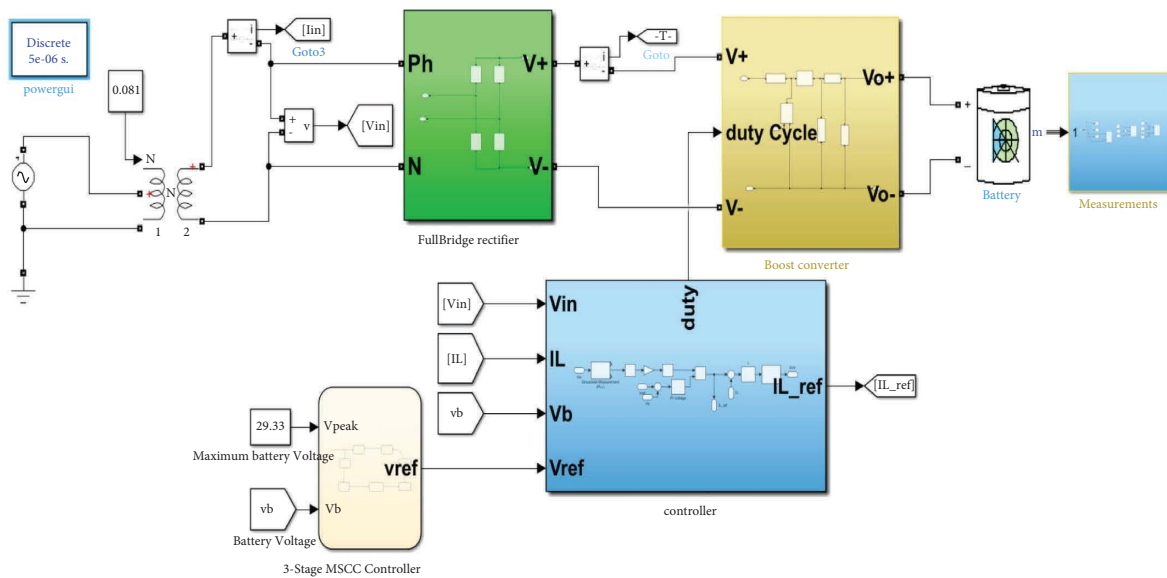 Discrete
5e-06 s.
powergui
0.081
N
N
1
2
i
+
-
[Iin]
Goto3
+
-
v
[Vin]
Ph
N
V+
V-
FullBridge rectifier
i
+
-
-T-
Goto
V+
duty Cycle
V-
Vo+
Vo-
Boost converter
+
_
m
Battery
1
Measurements
[Vin]
[IL]
vb
Vin
IL
Vb
Vref
duty
IL_ref
[IL_ref]
controller
29.33
Maximum battery Voltage
vb
Battery Voltage
Vpeak
Vb
vref
3-Stage MSCC Controller